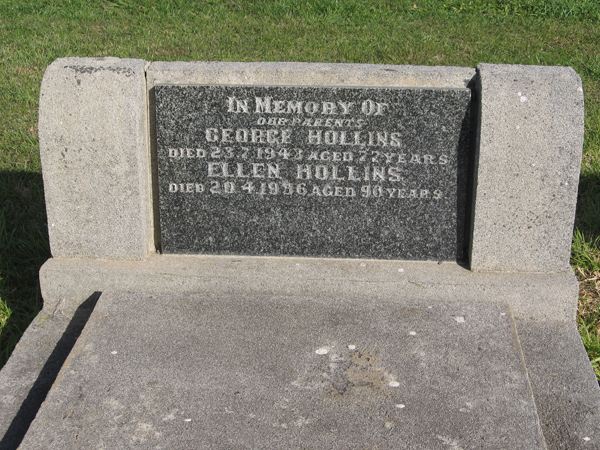 IN MEMORY OF
OUR PARENTS
GEORGE HOLLINS
DIED 23.7.1943 AGED 77 YEARS
ELLEN HOLLINS
DIED 20.4.1956 AGED 90 YEARS.